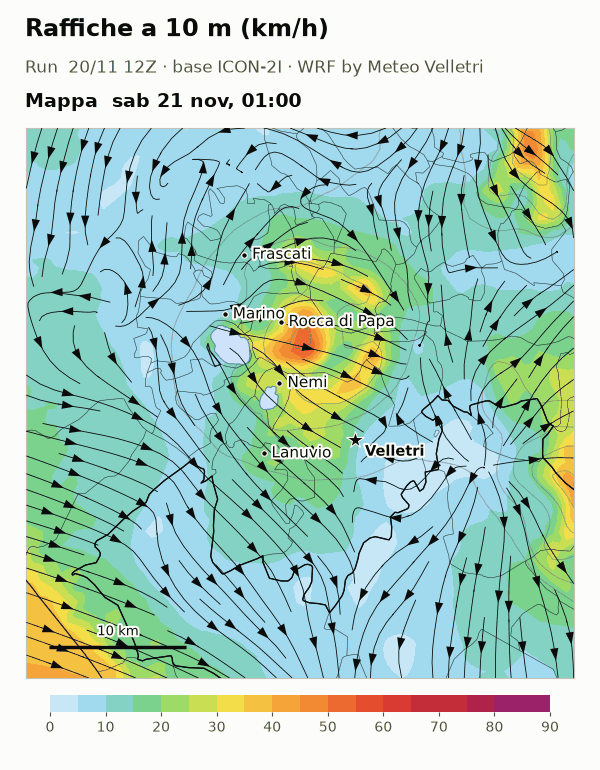 Raffiche a 10 m (km/h)
Run  20/11 12Z · base ICON-2I · WRF by Meteo Velletri
Mappa  sab 21 nov, 01:00
Frascati
Marino
Rocca di Papa
Nemi
Velletri
Lanuvio
10 km
0 10 20 30 40 50 60 70 80 90